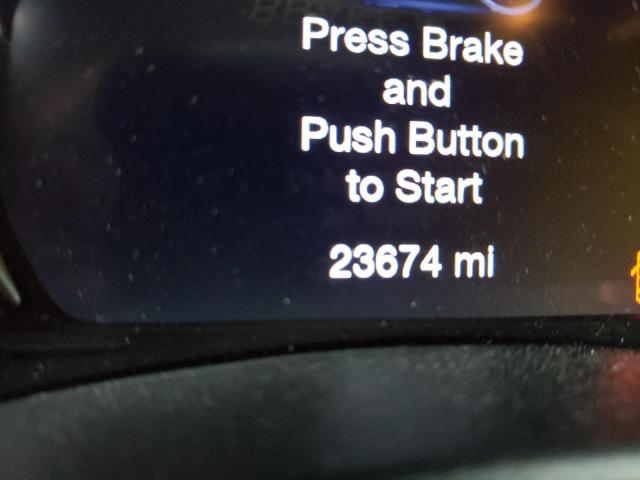 Press Brake
and
Push Button
to Start
23674 mi